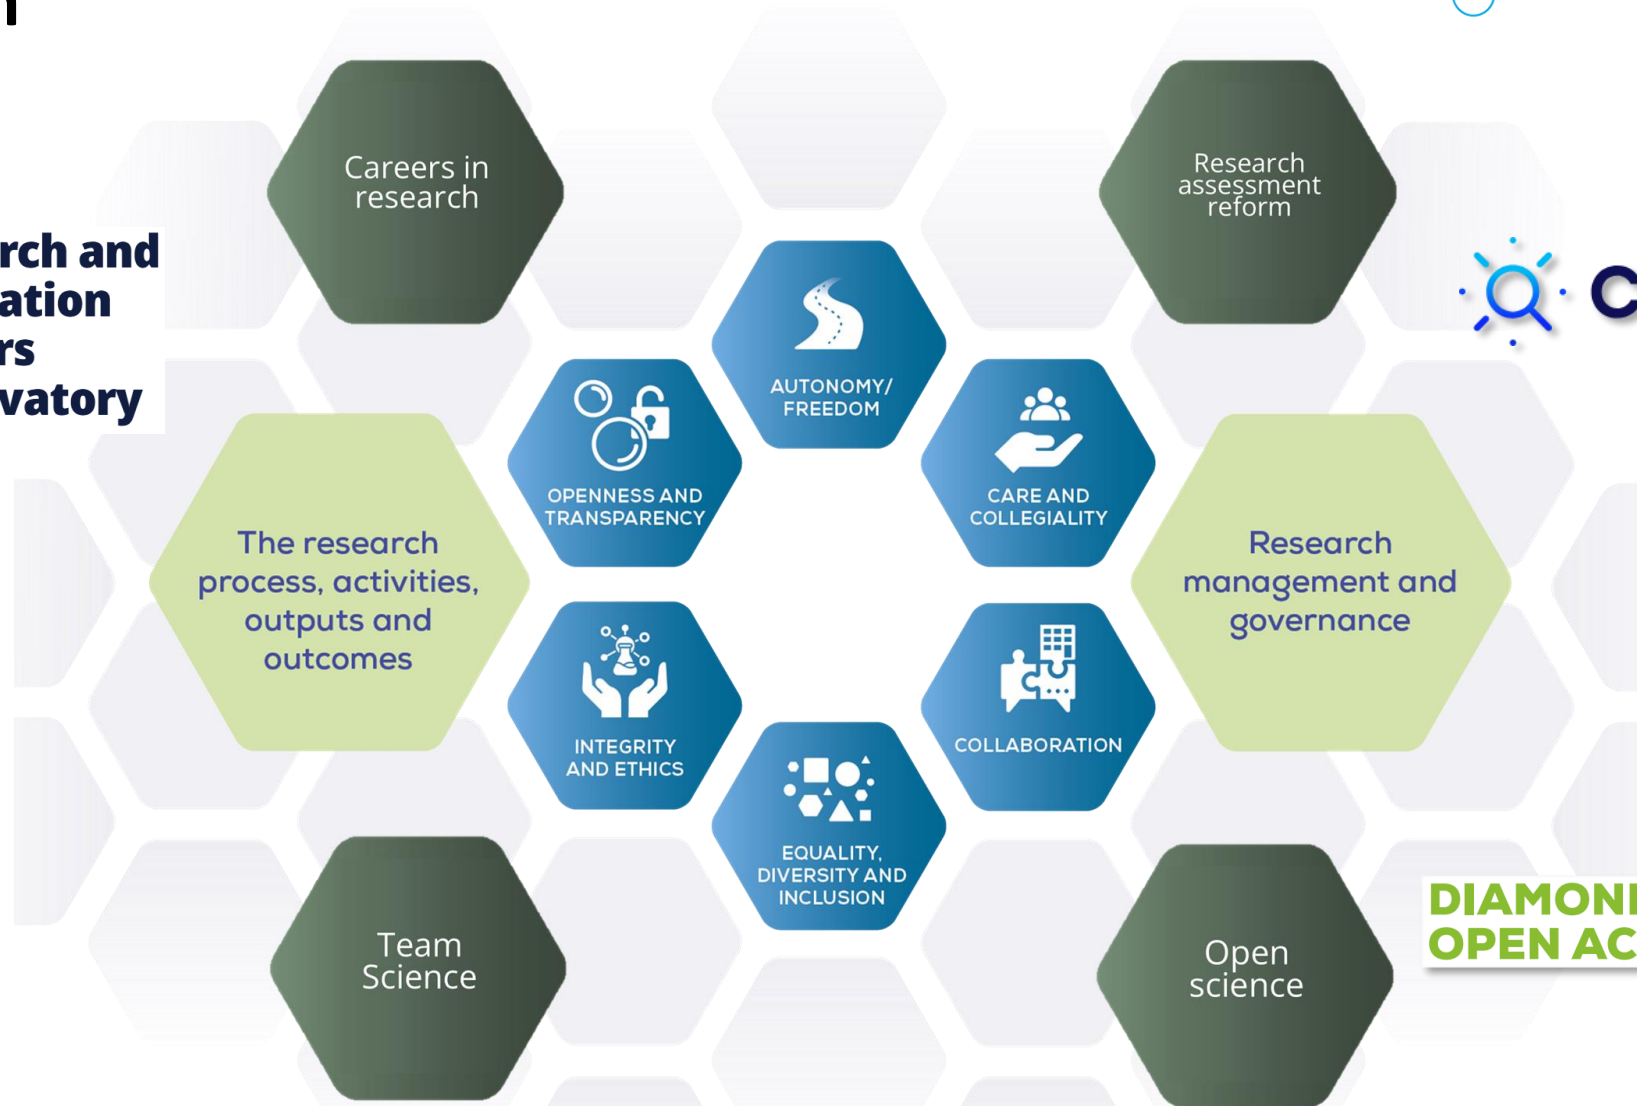 Careers in
research
Research
assessment
reform
rch and
ation
rs
vatory
AUTONOMY/
FREEDOM
OPENNESS AND
TRANSPARENCY
CARE AND
COLLEGIALITY
The research
process, activities,
outputs and
outcomes
Research
management and
governance
INTEGRITY
AND ETHICS
COLLABORATION
EQUALITY,
DIVERSITY AND
INCLUSION
Team
Science
Open
science
DIAMON
OPEN AC